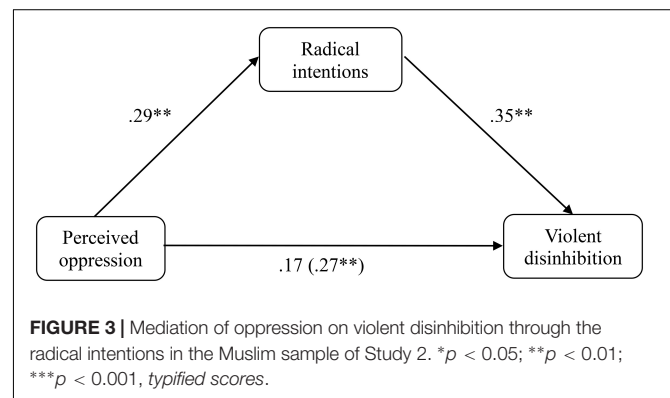 Radical
intentions
.29**
.35**
Perceived
oppression
Violent
disinhibition
.17 (.27**)
FIGURE 3 | Mediation of oppression on violent disinhibition through the
radical intentions in the Muslim sample of Study 2. *p < 0.05; **p < 0.01;
***p < 0.001, typified scores.